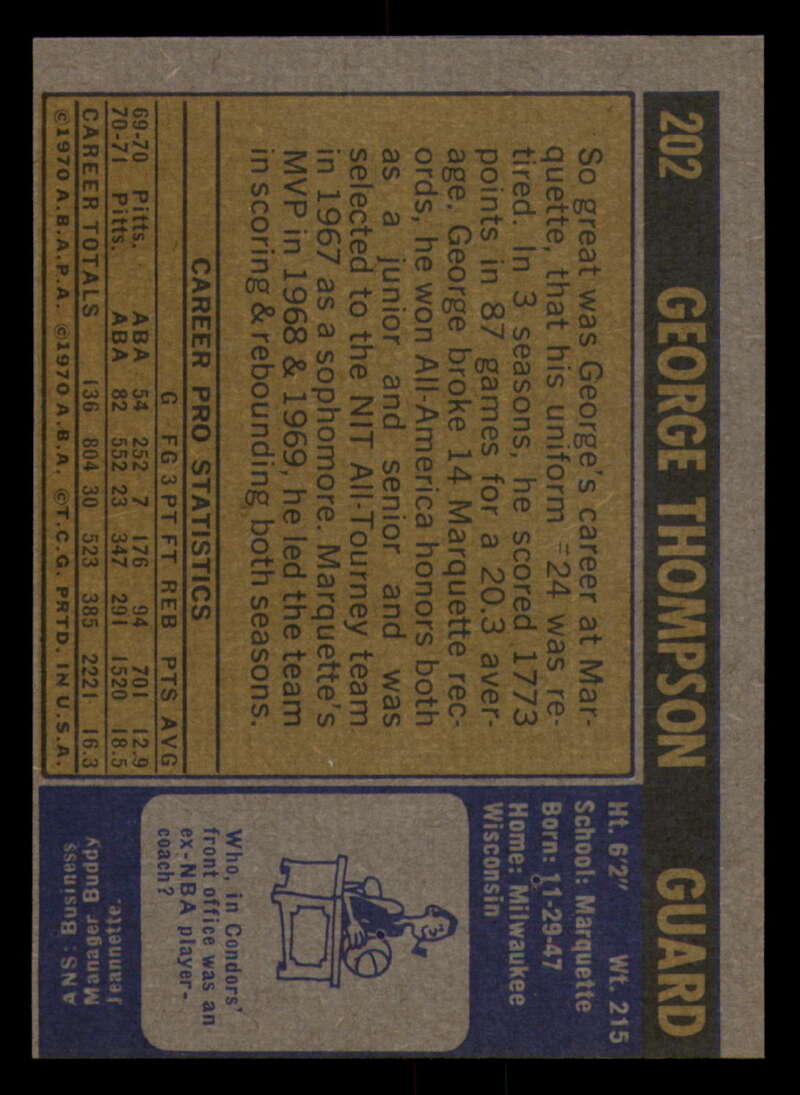 202 GEORGE THOMPSON GUARD
So great was George's career at Mar-
quette, that his uniform #24 was re-
tired. In 3 seasons, he scored 1773
points in 87 games for a 20.3 aver-
age. George broke 14 Marquette rec-
ords, he won All-America honors both
as a junior and senior and was
selected to the NIT All-Tourney team
in 1967 as a sophomore. Marquette's
MVP in 1968 & 1969, he led the team
in scoring & rebounding both seasons.
CAREER PRO STATISTICS
G FG 3PT FT REB PTS AVG
69-70 Pitts. ABA 54 252 7 176 94 701 12.9
70-71 Pitts. ABA 82 552 23 347 291 1520 18.5
CAREER TOTALS 136 804 30 523 385 2221 16.3
©1970 A.B.A.P.A. ©1970 A.B.A. ©T.C.G. PRTD. IN U.S.A.
Ht. 6'2" Wt. 215
School: Marquette
Born: 11-29-47
Home: Milwaukee
Wisconsin
Who, in Condors'
front office was an
ex-NBA player-
coach?
ANS: Business
Manager Buddy
Jeannette.